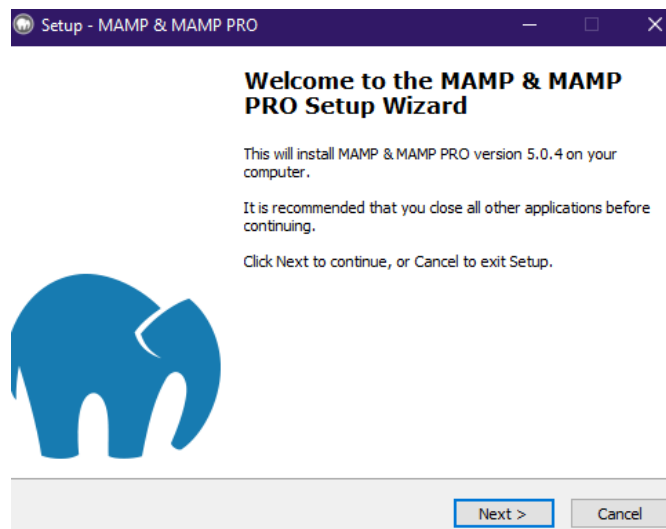 Setup - MAMP & MAMP PRO
Welcome to the MAMP & MAMP
PRO Setup Wizard
This will install MAMP & MAMP PRO version 5.0.4 on your
computer.
It is recommended that you close all other applications before
continuing.
Click Next to continue, or Cancel to exit Setup.
Next >
Cancel